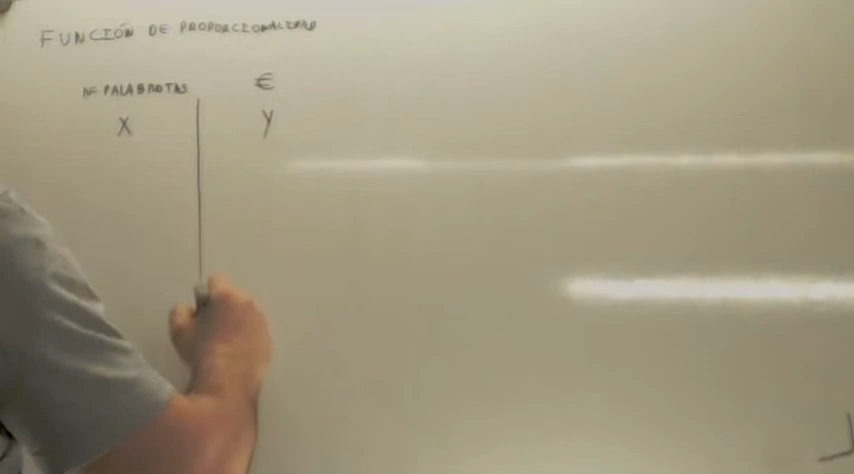 FUNCIÓN DE PROPORCIONALIDAD
Nº PALABROTAS €
X Y